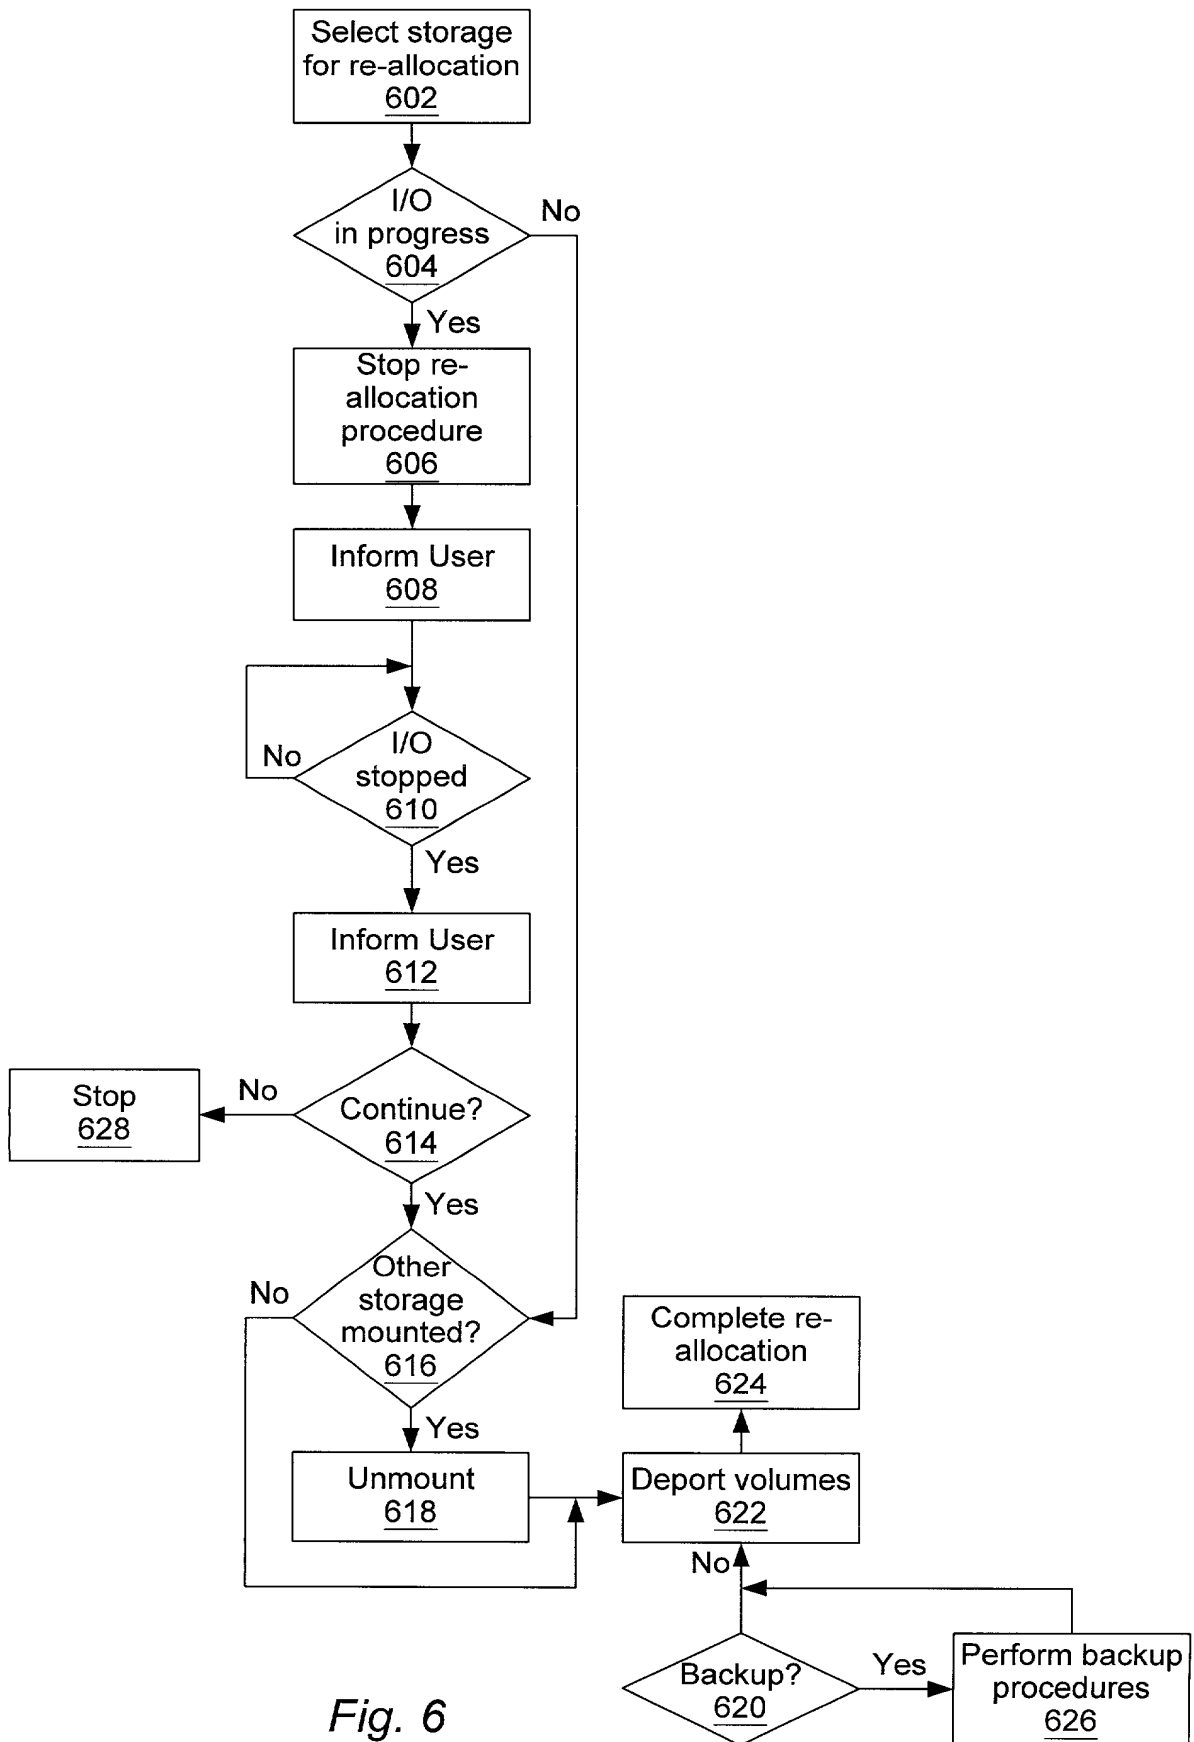 Select storage
for re-allocation
602
I/O
in progress
604
No
Yes
Stop re-
allocation
procedure
606
Inform User
608
I/O
stopped
610
No
Yes
Inform User
612
Continue?
614
No
Stop
628
Yes
Other
storage
mounted?
616
No
Yes
Unmount
618
Complete re-
allocation
624
Deport volumes
622
No
Backup?
620
Yes
Perform backup
procedures
626
Fig. 6